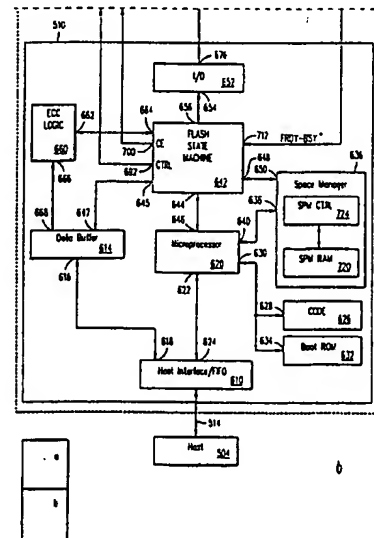 510
676
I/O
652
656
654
ECC
LOGIC
660
662
664
666
FLASH
STATE
MACHINE
642
CE
700
CTRL
682
645
644
712
FRDY-BSY*
648
650
636
Space Manager
SPM CTRL
724
SPM RAM
720
668
647
Data Buffer
614
616
646
638
640
630
Microprocessor
620
622
628
CODE
626
634
Boot ROM
632
618
624
Host Interface/FIFO
610
514
Host
504
a
b
b